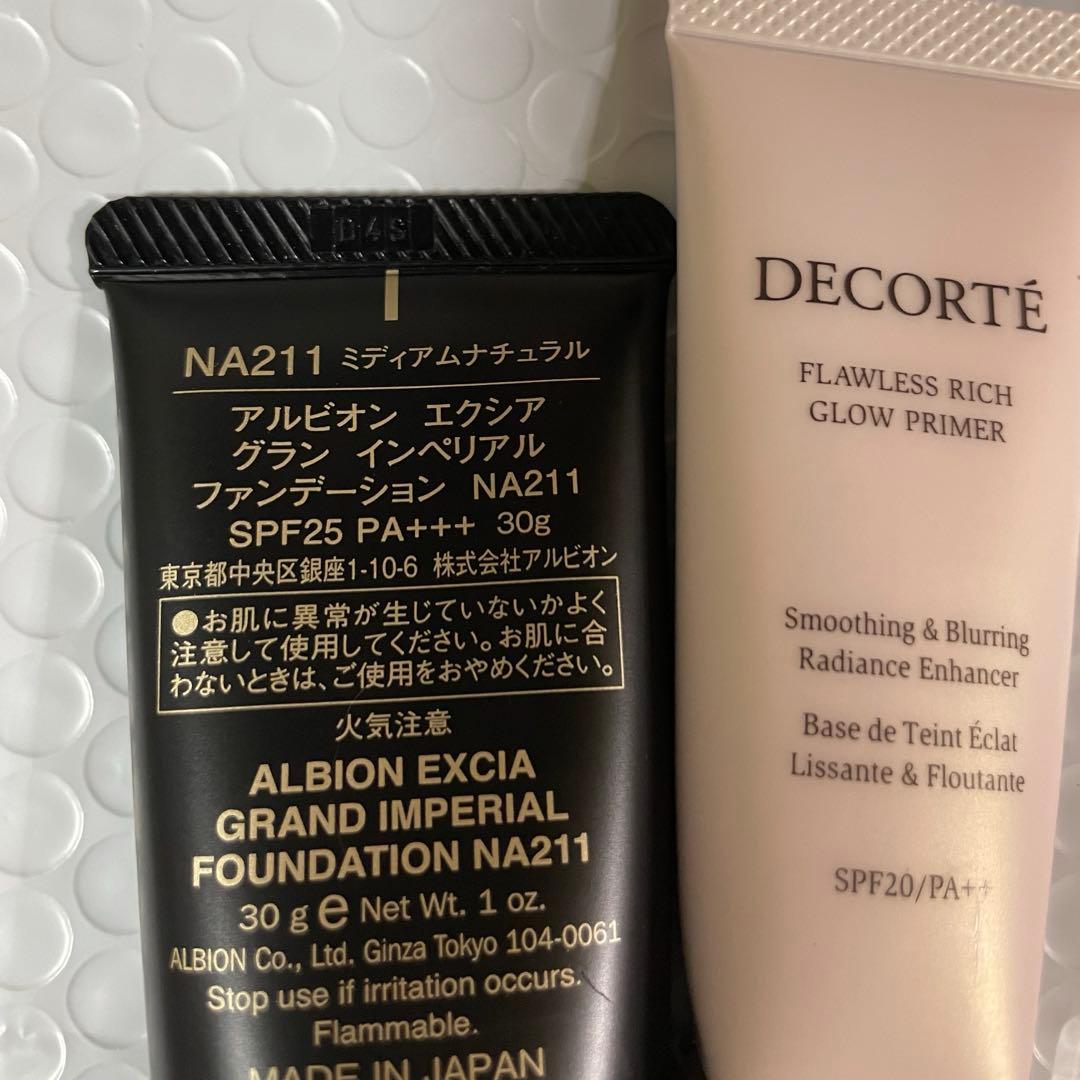 NA211 ミディアムナチュラル
アルビオン エクシア
グラン インペリアル
ファンデーション NA211
SPF25 PA+++ 30g
東京都中央区銀座1-10-6 株式会社アルビオン
●お肌に異常が生じていないかよく
注意して使用してください。お肌に合
わないときは、ご使用をおやめください。
火気注意
ALBION EXCIA
GRAND IMPERIAL
FOUNDATION NA211
30 g e Net Wt. 1 oz.
ALBION Co., Ltd. Ginza Tokyo 104-0061
Stop use if irritation occurs.
Flammable.
MADE IN JAPAN
DECORTÉ
FLAWLESS RICH
GLOW PRIMER
Smoothing & Blurring
Radiance Enhancer
Base de Teint Éclat
Lissante & Floutante
SPF20/PA++